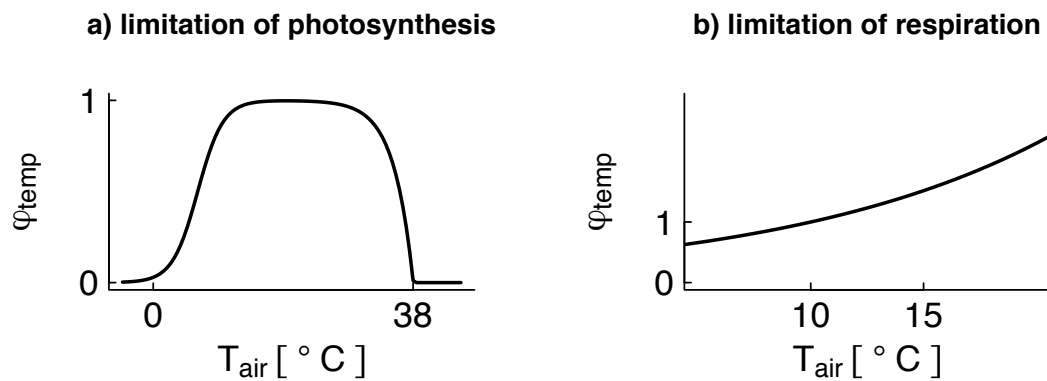 a) limitation of photosynthesis
1
φtemp
0
0 38
Tair [ ° C ]
b) limitation of respiration
φtemp
1
0
10 15
Tair [ ° C ]